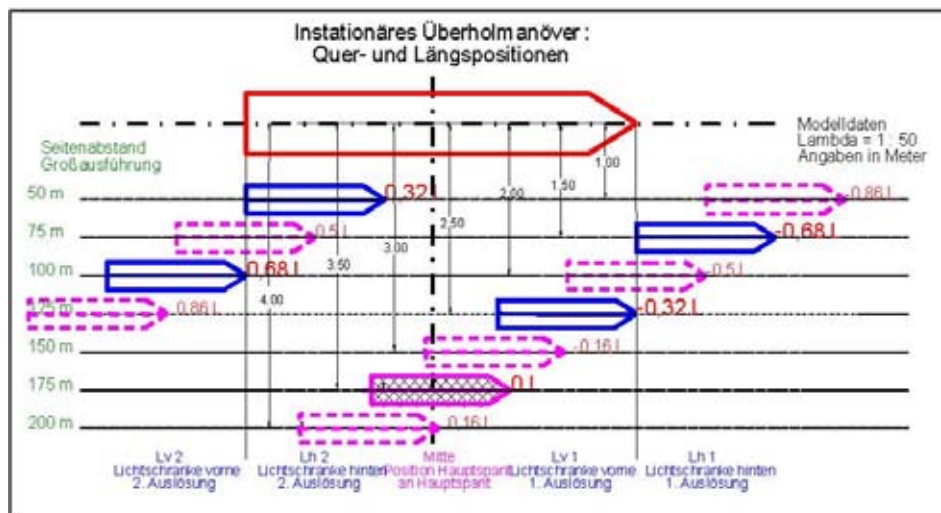 Instationäres Überholmanöver :
Quer- und Längspositionen
Modelldaten
Lambda = 1 : 50
Angaben in Meter
Seitenabstand
Großausführung
1,00
50 m
0,32 L
2,00
1,50
-0,86 L
75 m
0,5 L
2,50
-0,68 L
3,00
100 m
0,68 L
3,50
-0,5 L
4,00
125 m
0,86 L
-0,32 L
150 m
-0,16 L
175 m
0 L
200 m
0,16 L
Lv 2
Lichtschranke vorne
2. Auslösung
Lh 2
Lichtschranke hinten
2. Auslösung
Mitte
Position Hauptspant
an Hauptspant
Lv 1
Lichtschranke vorne
1. Auslösung
Lh 1
Lichtschranke hinten
1. Auslösung